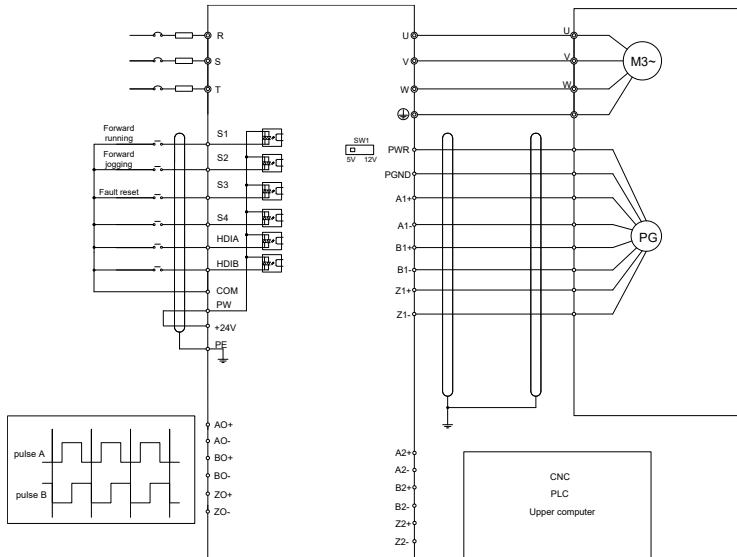 R
S
T
U
V
W
U
V
W
M3~
Forward
running
S1
Forward
jogging
S2
Fault reset
S3
S4
HDIA
HDIB
COM
PW
+24V
PE
SW1
5V 12V
PWR
PGND
A1+
A1-
B1+
B1-
Z1+
Z1-
PG
pulse A
pulse B
AO+
AO-
BO+
BO-
ZO+
ZO-
A2+
A2-
B2+
B2-
Z2+
Z2-
CNC
PLC
Upper computer